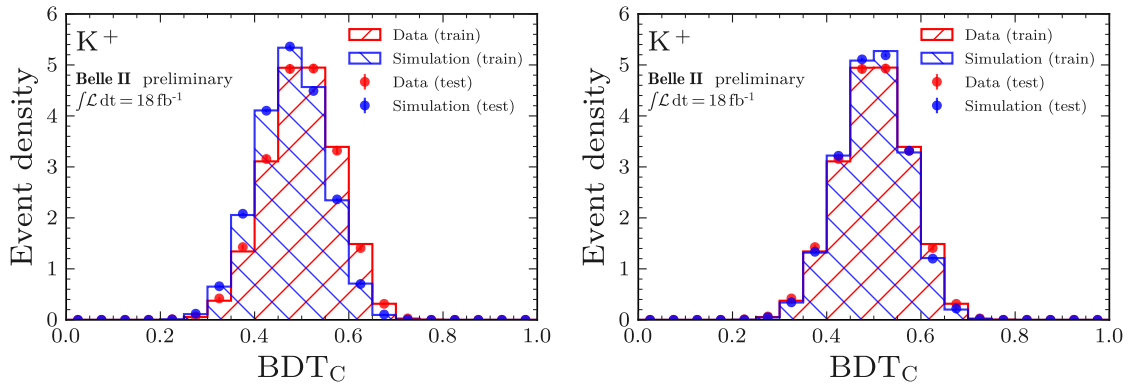 6
5
4
3
2
1
0
Event density
K⁺
Belle II preliminary
∫ℒ dt = 18 fb⁻¹
Data (train)
Simulation (train)
Data (test)
Simulation (test)
0.0 0.2 0.4 0.6 0.8 1.0
BDT_C
6
5
4
3
2
1
0
Event density
K⁺
Belle II preliminary
∫ℒ dt = 18 fb⁻¹
Data (train)
Simulation (train)
Data (test)
Simulation (test)
0.0 0.2 0.4 0.6 0.8 1.0
BDT_C